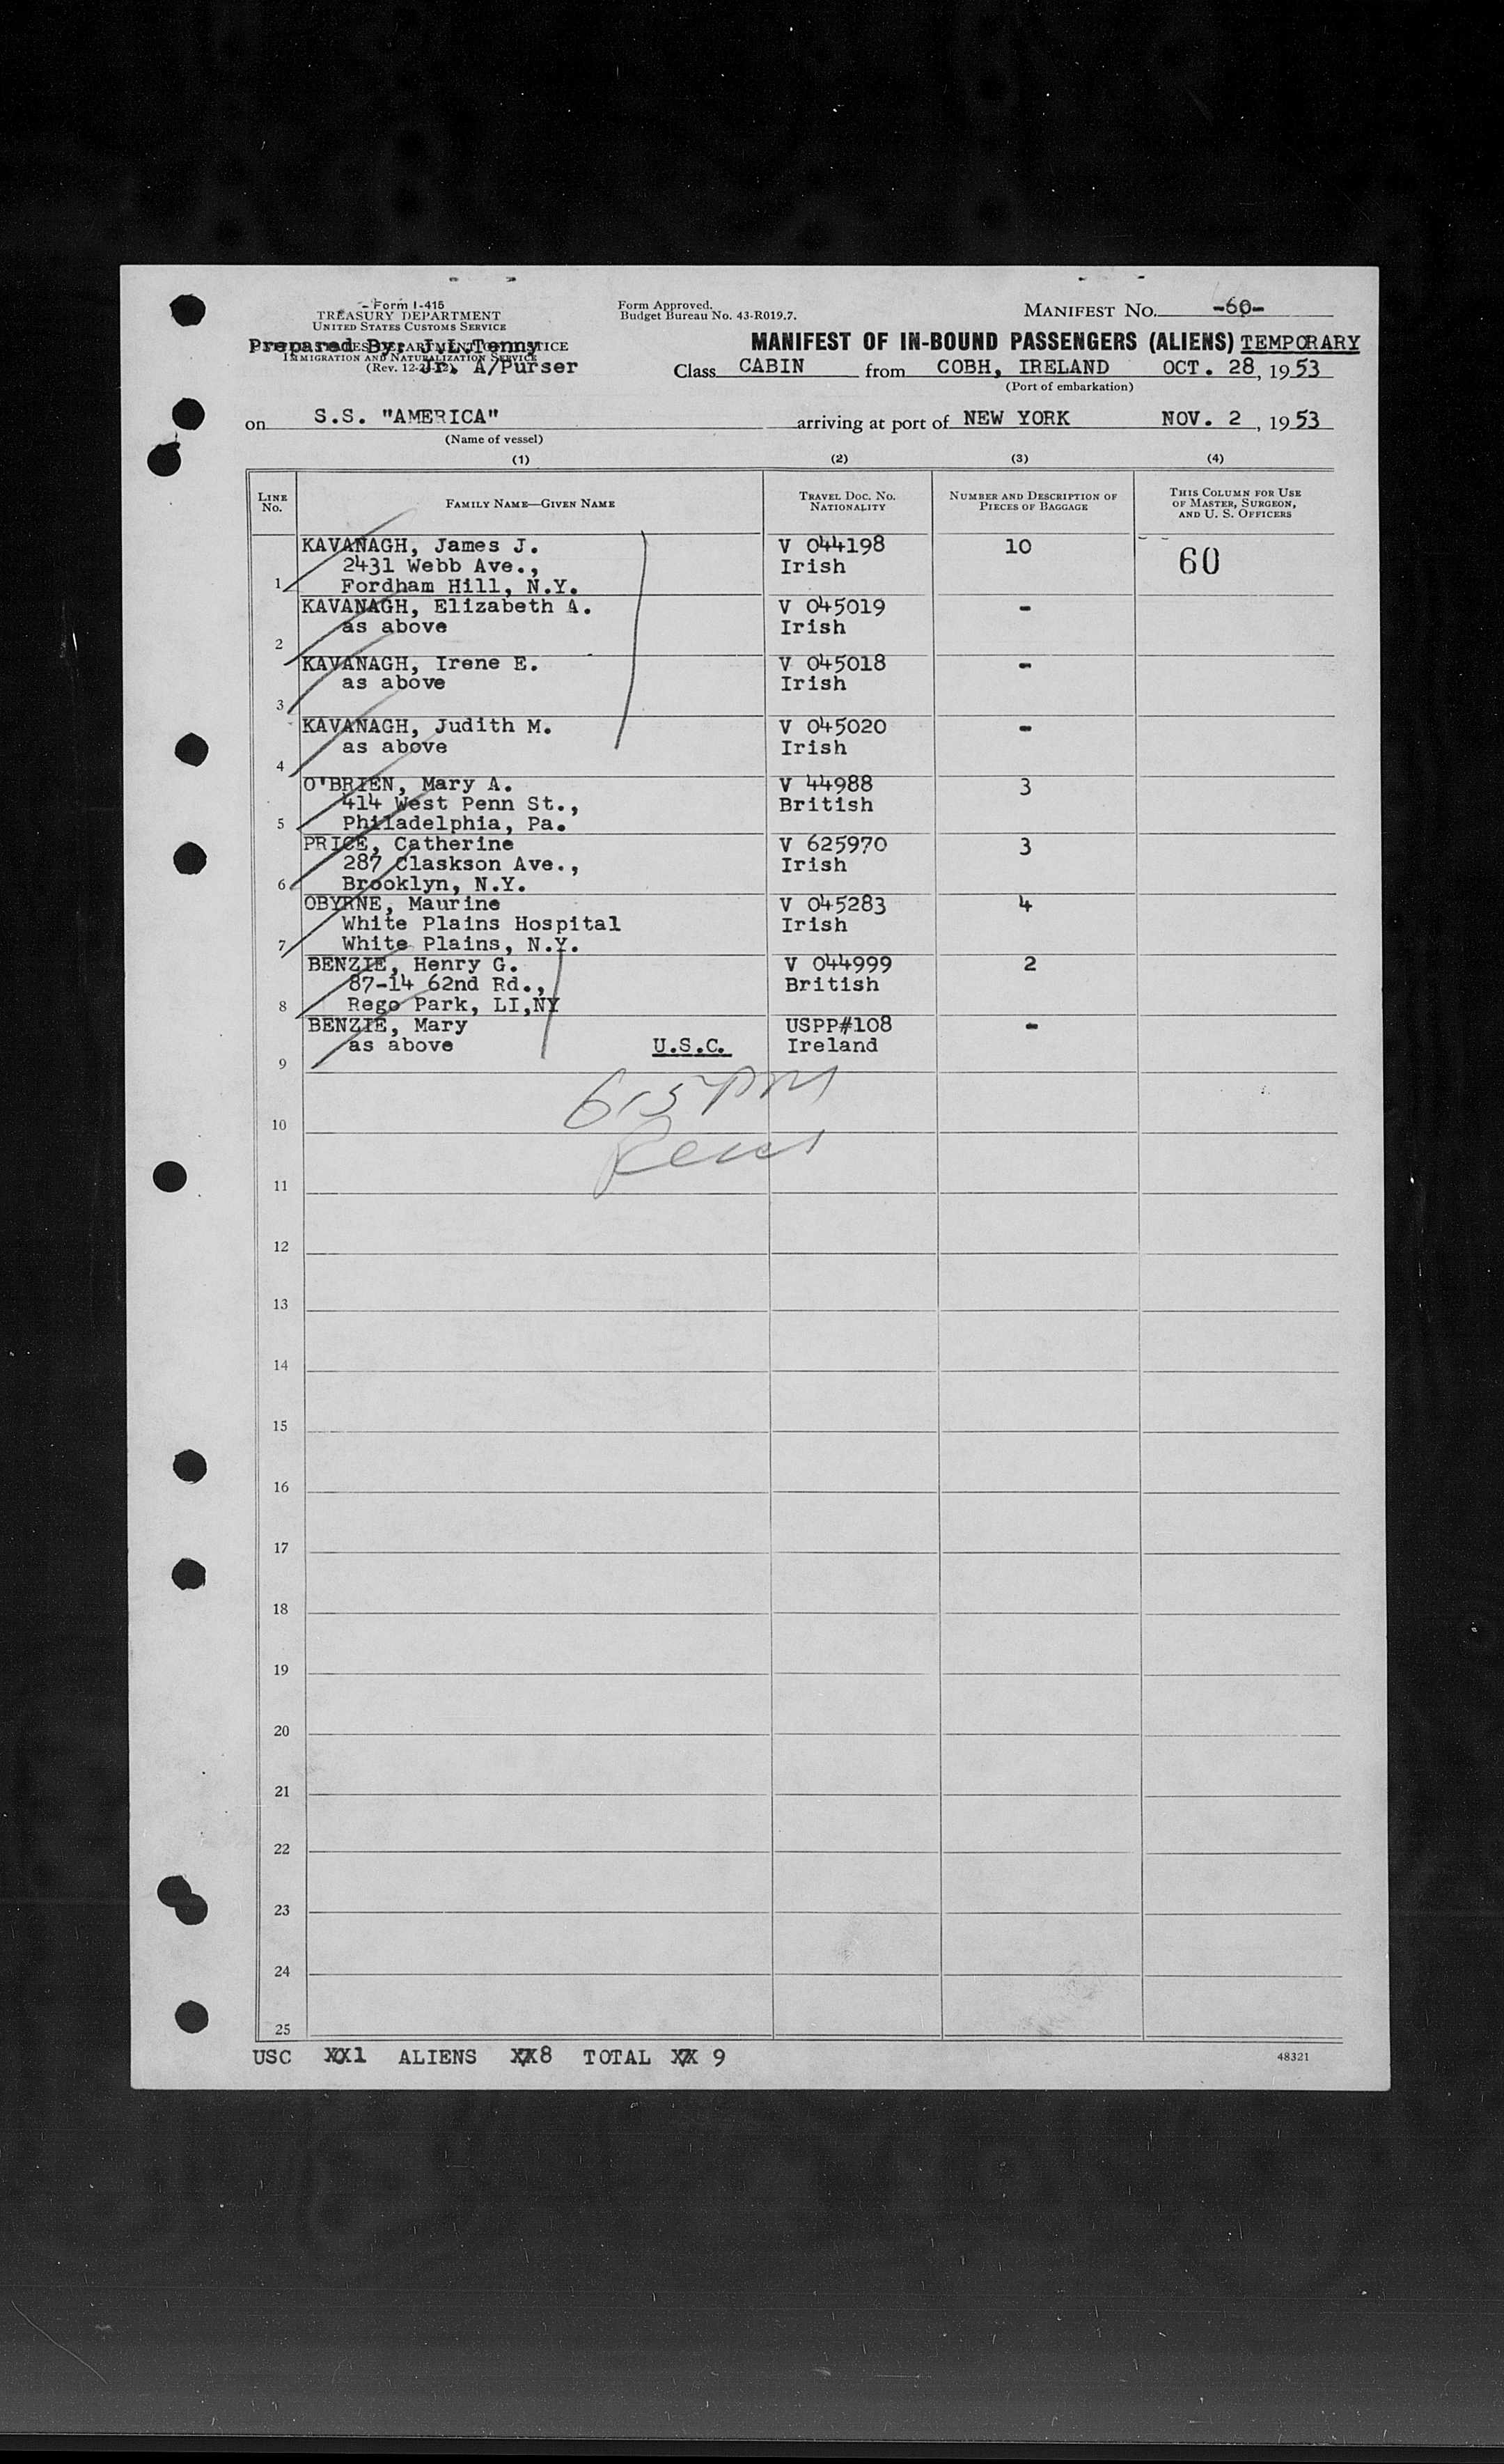 Form I-415
TREASURY DEPARTMENT
UNITED STATES CUSTOMS SERVICE
Prepared By: J.L.Tenny
IMMIGRATION AND NATURALIZATION SERVICE
(Rev. 12-
Jr. A/Purser
Form Approved.
Budget Bureau No. 43-R019.7.
MANIFEST NO. -60-
MANIFEST OF IN-BOUND PASSENGERS (ALIENS) TEMPORARY
Class CABIN from COBH, IRELAND OCT. 28, 1953
(Port of embarkation)
on S.S. "AMERICA" arriving at port of NEW YORK NOV. 2, 1953
(Name of vessel)
(1) (2) (3) (4)
LINE No. FAMILY NAME—GIVEN NAME TRAVEL DOC. NO. NATIONALITY NUMBER AND DESCRIPTION OF PIECES OF BAGGAGE THIS COLUMN FOR USE OF MASTER, SURGEON, AND U. S. OFFICERS
KAVANAGH, James J. V 044198 10 60
2431 Webb Ave., Irish
1 Fordham Hill, N.Y.
KAVANAGH, Elizabeth A. V 045019 -
as above Irish
2
KAVANAGH, Irene E. V 045018 -
as above Irish
3
KAVANAGH, Judith M. V 045020 -
as above Irish
4
O'BRIEN, Mary A. V 44988 3
414 West Penn St., British
5 Philadelphia, Pa.
PRICE, Catherine V 625970 3
287 Claskson Ave., Irish
6 Brooklyn, N.Y.
OBYRNE, Maurine V 045283 4
White Plains Hospital Irish
7 White Plains, N.Y.
BENZIE, Henry G. V 044999 2
87-14 62nd Rd., British
8 Rego Park, LI,NY
BENZIE, Mary USPP#108 -
as above U.S.C. Ireland
9
615 PM
10
11
12
13
14
15
16
17
18
19
20
21
22
23
24
25
USC XX1 ALIENS XX8 TOTAL XX 9
48321